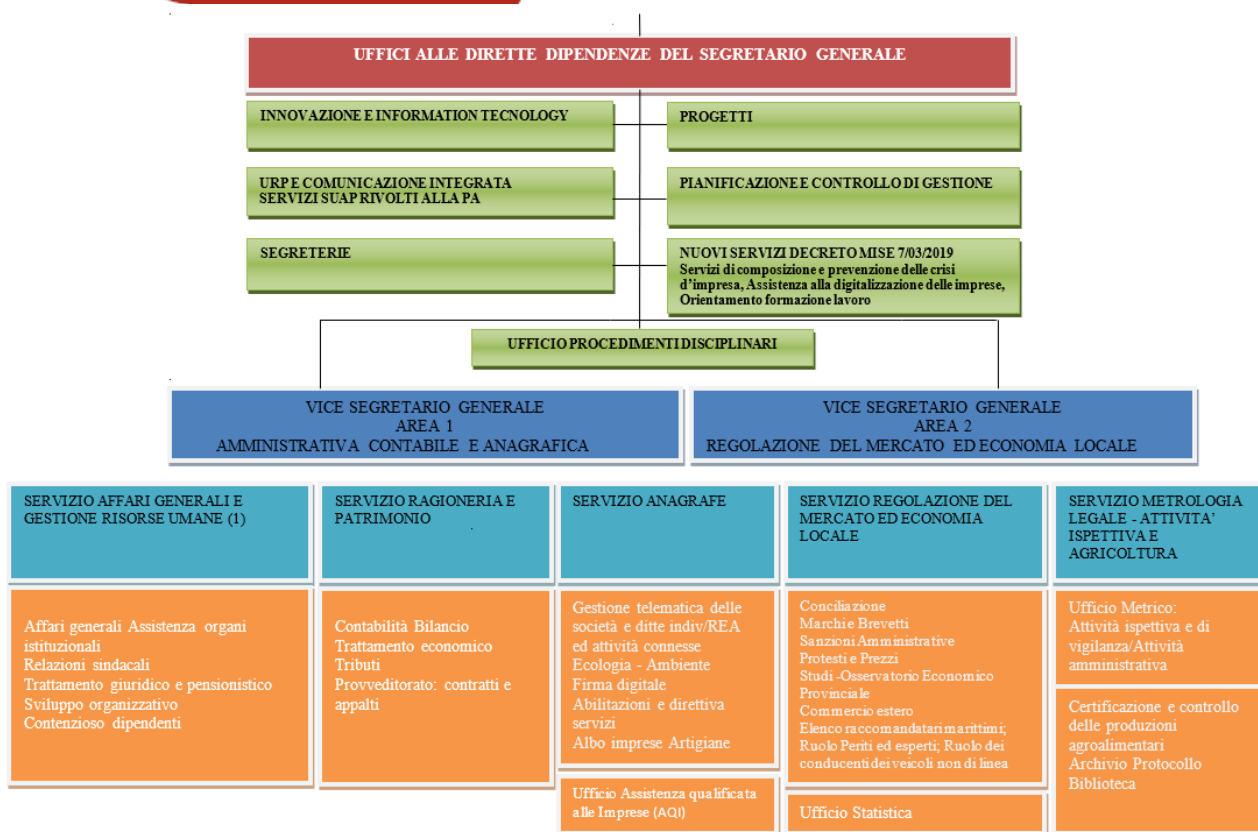 UFFICI ALLE DIRETTE DIPENDENZE DEL SEGRETARIO GENERALE
INNOVAZIONE E INFORMATION TECNOLOGY
PROGETTI
URP E COMUNICAZIONE INTEGRATA
SERVIZI SUAP RIVOLTI ALLA PA
PIANIFICAZIONE E CONTROLLO DI GESTIONE
SEGRETERIE
NUOVI SERVIZI DECRETO MISE 7/03/2019
Servizi di composizione e prevenzione delle crisi
d’impresa, Assistenza alla digitalizzazione delle imprese,
Orientamento formazione lavoro
UFFICIO PROCEDIMENTI DISCIPLINARI
VICE SEGRETARIO GENERALE
AREA 1
AMMINISTRATIVA CONTABILE E ANAGRAFICA
VICE SEGRETARIO GENERALE
AREA 2
REGOLAZIONE DEL MERCATO ED ECONOMIA LOCALE
SERVIZIO AFFARI GENERALI E
GESTIONE RISORSE UMANE (1)
SERVIZIO RAGIONERIA E
PATRIMONIO
SERVIZIO ANAGRAFE
SERVIZIO REGOLAZIONE DEL
MERCATO ED ECONOMIA
LOCALE
SERVIZIO METROLOGIA
LEGALE - ATTIVITA’
ISPETTIVA E
AGRICOLTURA
Affari generali Assistenza organi
istituzionali
Relazioni sindacali
Trattamento giuridico e pensionistico
Sviluppo organizzativo
Contenzioso dipendenti
Contabilità Bilancio
Trattamento economico
Tributi
Provveditorato: contratti e
appalti
Gestione telematica delle
società e ditte indiv/REA
ed attività connesse
Ecologia - Ambiente
Firma digitale
Abilitazioni e direttiva
servizi
Albo imprese Artigiane
Ufficio Assistenza qualificata
alle Imprese (AQI)
Conciliazione
Marchi e Brevetti
Sanzioni Amministrative
Protesti e Prezzi
Studi -Osservatorio Economico
Provinciale
Commercio estero
Elenco raccomandatari marittimi;
Ruolo Periti ed esperti; Ruolo dei
conducenti dei veicoli non di linea
Ufficio Statistica
Ufficio Metrico:
Attività ispettiva e di
vigilanza/Attività
amministrativa
Certificazione e controllo
delle produzioni
agroalimentari
Archivio Protocollo
Biblioteca